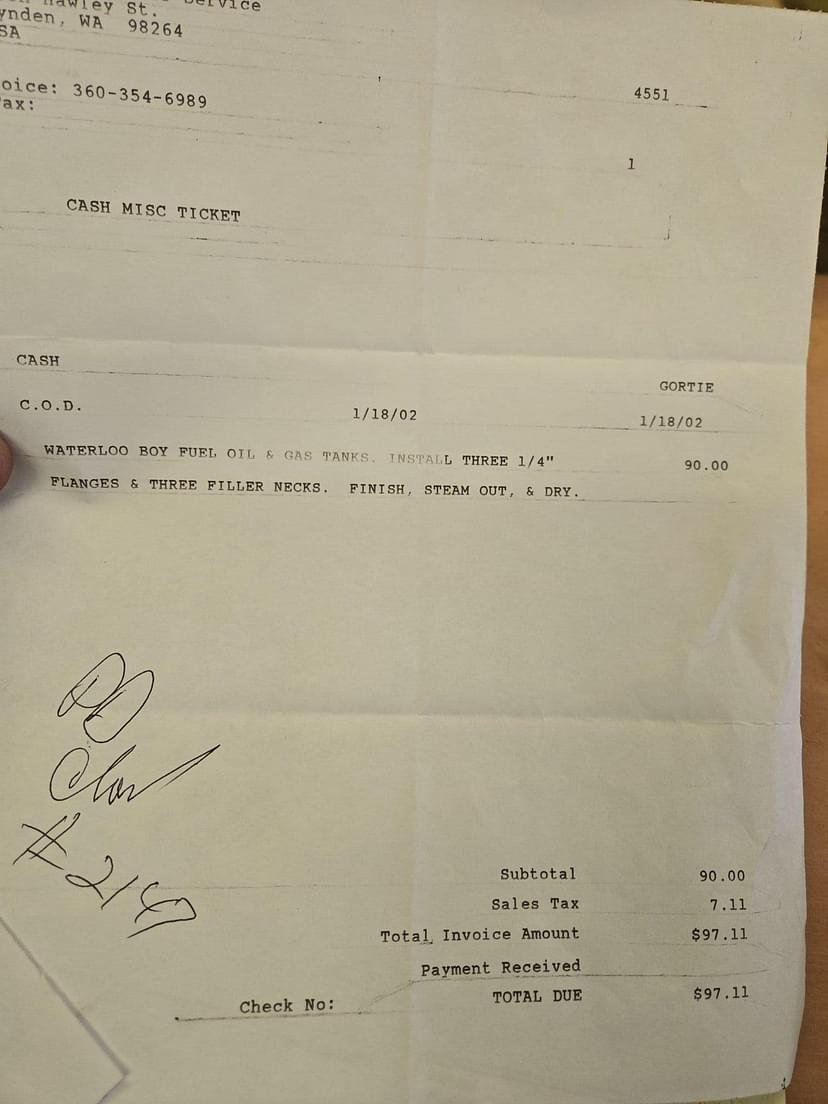 Hawley St. Service
ynden, WA 98264
SA
oice: 360-354-6989
ax:
4551
1
CASH MISC TICKET
CASH
GORTIE
C.O.D. 1/18/02 1/18/02
WATERLOO BOY FUEL OIL & GAS TANKS. INSTALL THREE 1/4" 90.00
FLANGES & THREE FILLER NECKS. FINISH, STEAM OUT, & DRY.
PD
#
Subtotal 90.00
Sales Tax 7.11
Total Invoice Amount $97.11
Payment Received
Check No: TOTAL DUE $97.11